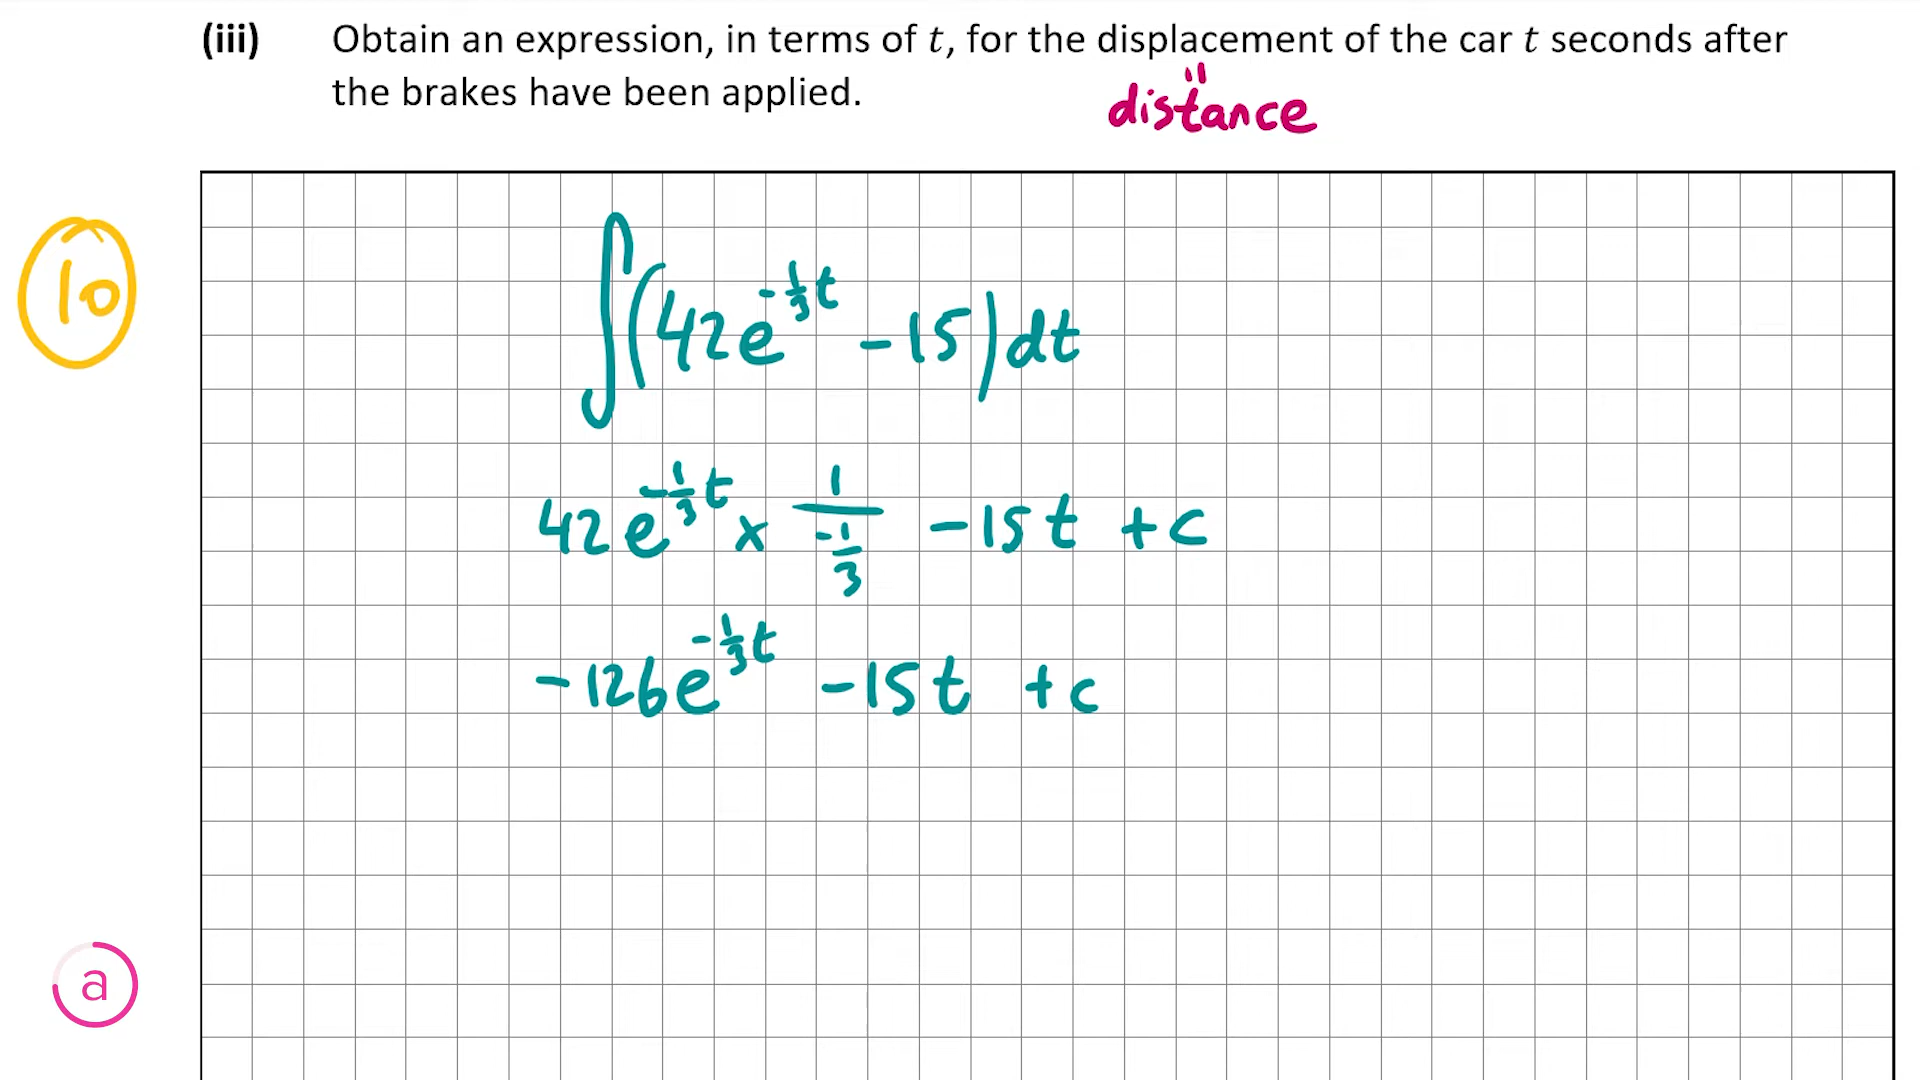 (iii) Obtain an expression, in terms of t, for the displacement of the car t seconds after
the brakes have been applied.
"
distance
10
∫(42e^{-1/3 t} - 15)dt
42e^{-1/3 t} × 1/(-1/3) - 15t + c
-126e^{-1/3 t} - 15t + c
a